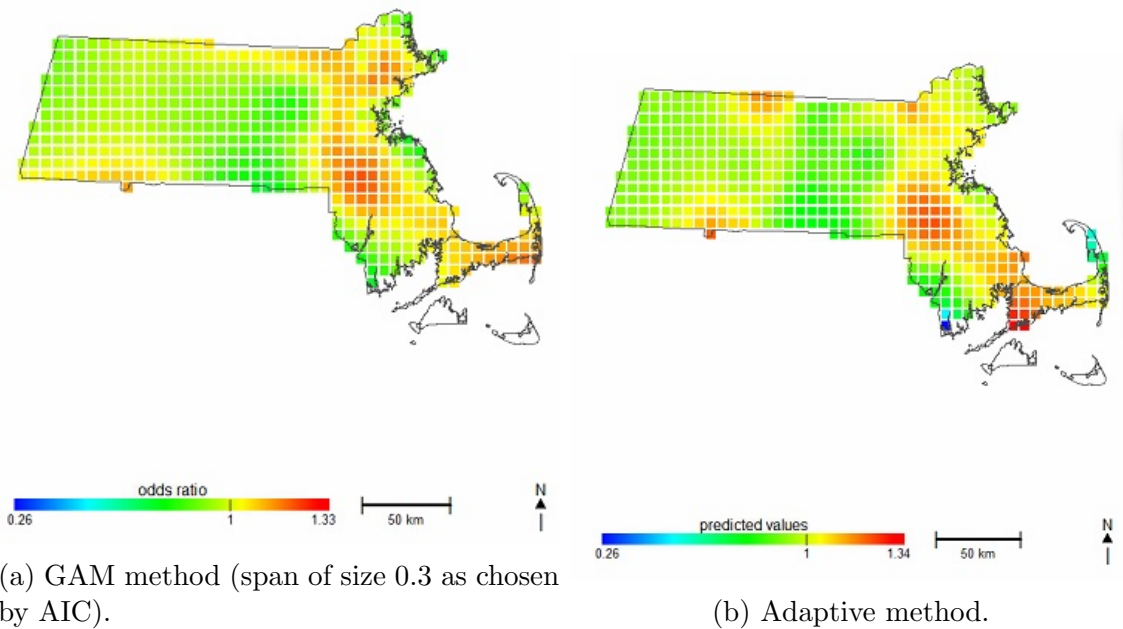 odds ratio
0.26 1 1.33
50 km
N
(a) GAM method (span of size 0.3 as chosen
by AIC).
predicted values
0.26 1 1.34
50 km
N
(b) Adaptive method.